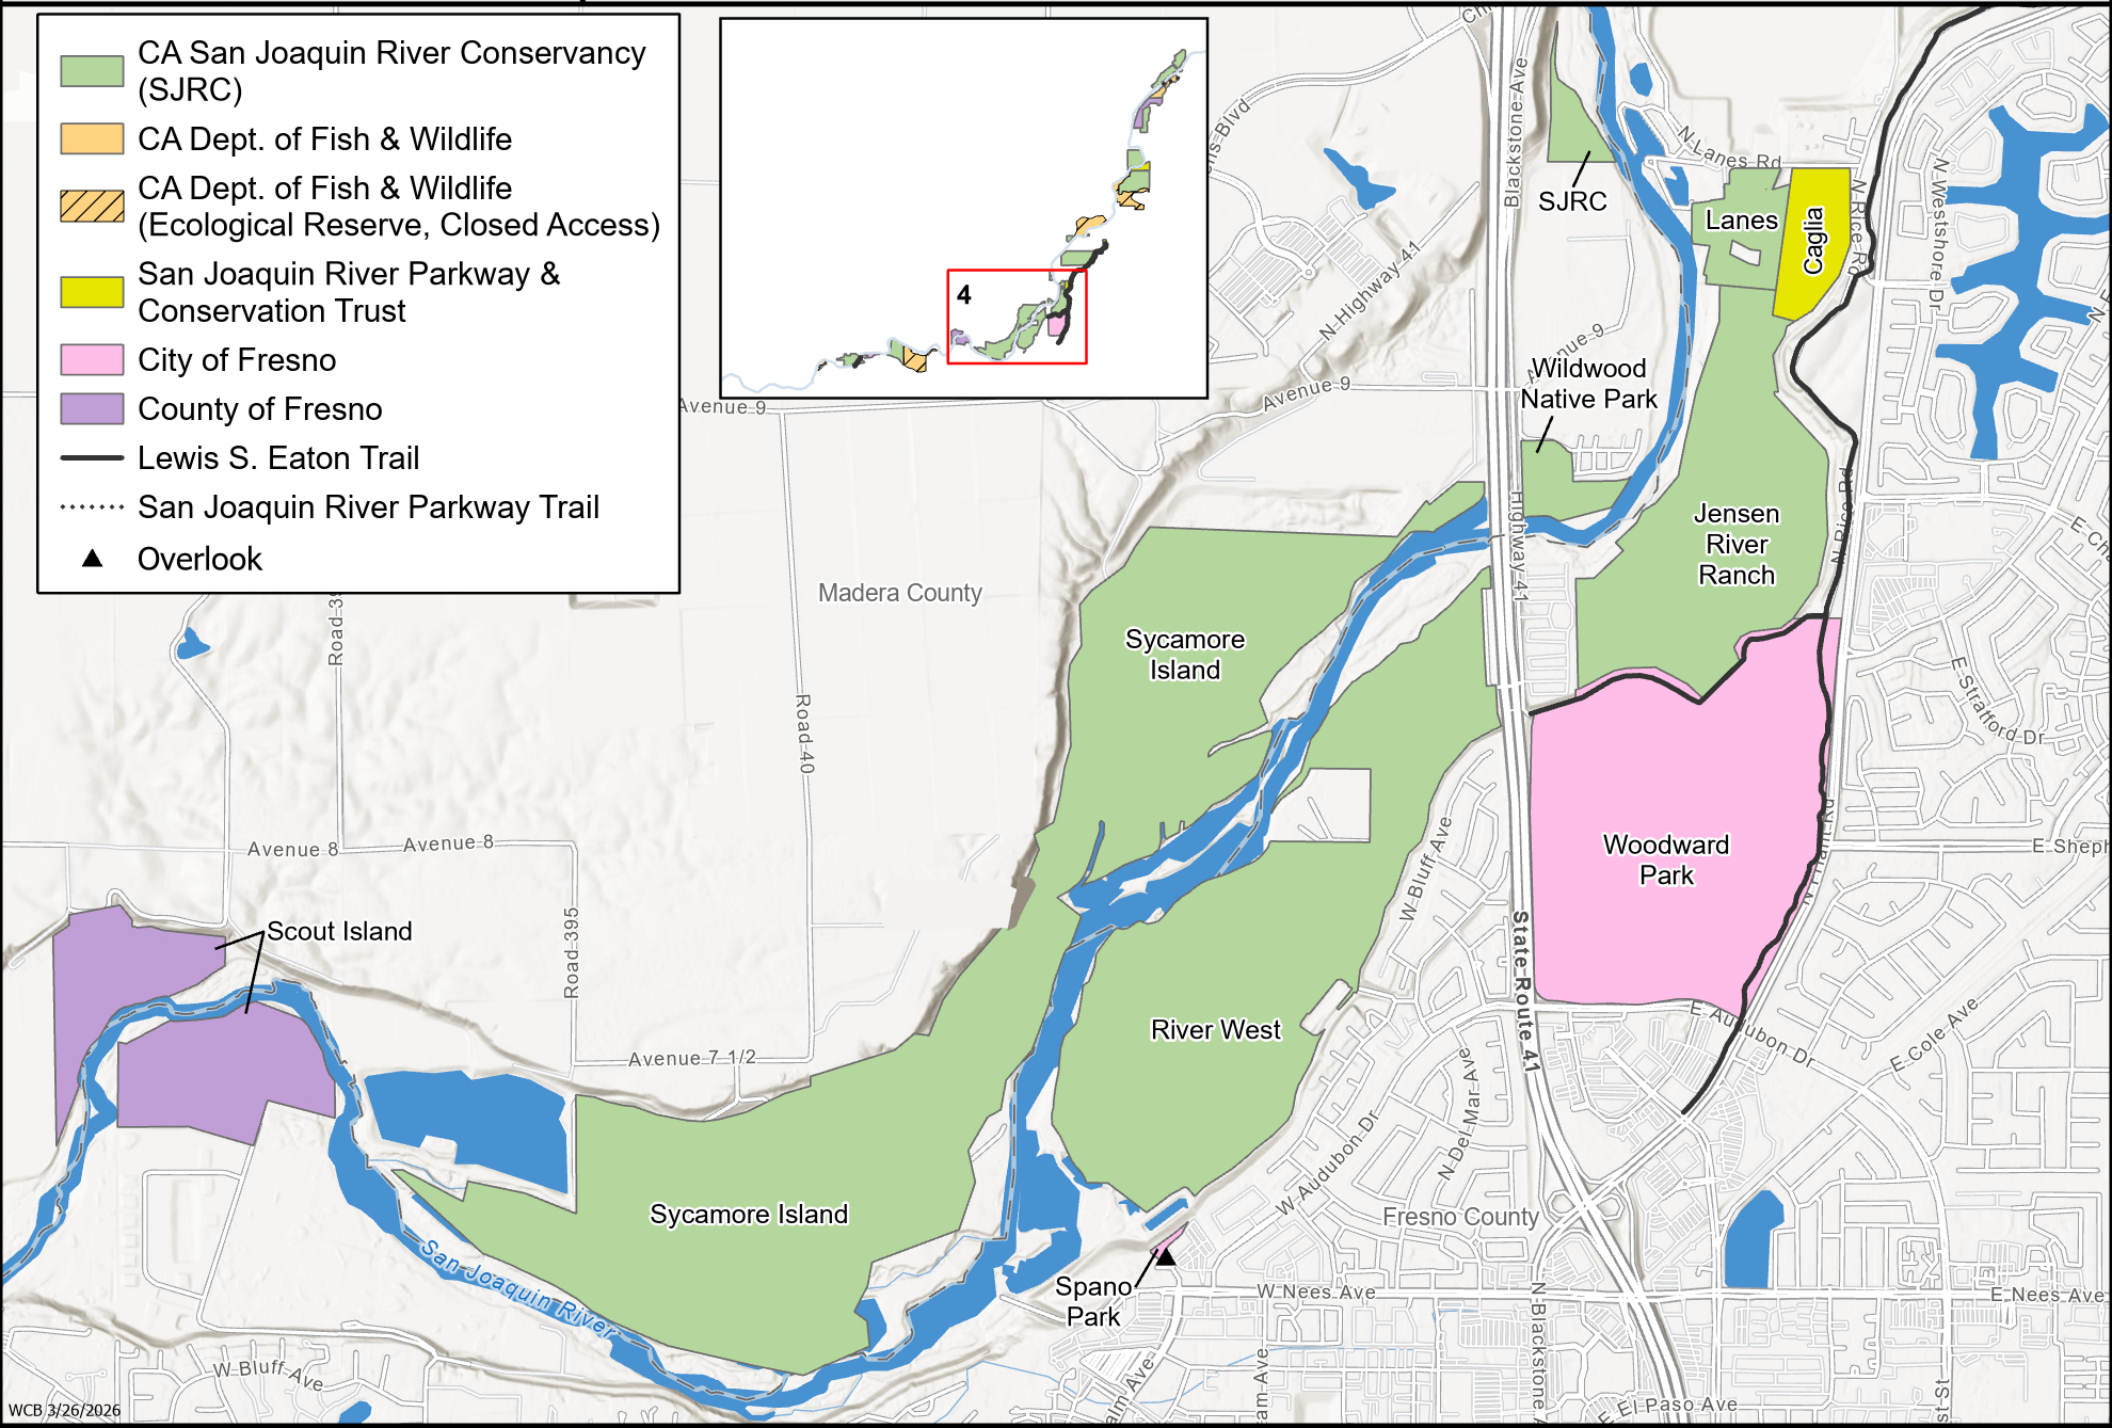 CA San Joaquin River Conservancy
(SJRC)
CA Dept. of Fish & Wildlife
CA Dept. of Fish & Wildlife
(Ecological Reserve, Closed Access)
San Joaquin River Parkway &
Conservation Trust
City of Fresno
County of Fresno
Lewis S. Eaton Trail
San Joaquin River Parkway Trail
Overlook
4
Blackstone Ave
N Lanes Rd
SJRC
Lanes
Caglia
N Rice Rd
N Westshore Dr
N Highway 41
Avenue 9
Avenue 9
Wildwood
Native Park
Avenue 9
Highway 41
N Rice Rd
Jensen
River
Ranch
Madera County
Road 40
Sycamore
Island
E Stratford Dr
Woodward
Park
Avenue 8
Avenue 8
W Bluff Ave
Road 395
Scout Island
State Route 41
River West
E Audubon Dr
E Cole Ave
Avenue 7 1/2
N Del Mar Ave
W Audubon Dr
Sycamore Island
Fresno County
San Joaquin River
Spano
Park
W Nees Ave
E Nees Ave
N Blackstone
W Bluff Ave
E El Paso Ave
WCB 3/26/2026